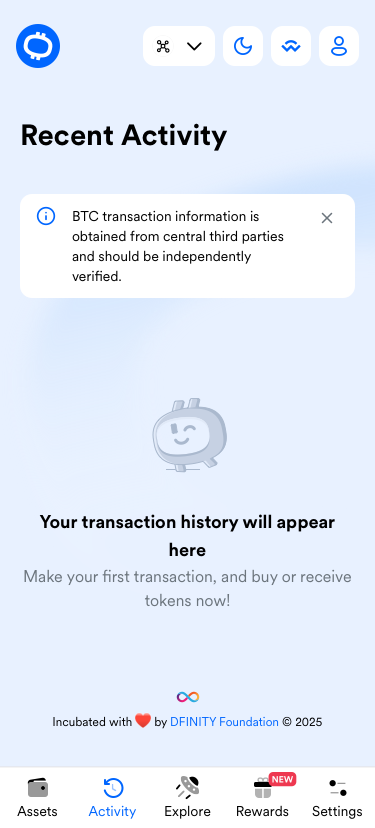 Recent Activity
BTC transaction information is
obtained from central third parties
and should be independently
verified.
Your transaction history will appear
here
Make your first transaction, and buy or receive
tokens now!
Incubated with ❤️ by DFINITY Foundation © 2025
NEW
Assets
Activity
Explore
Rewards
Settings